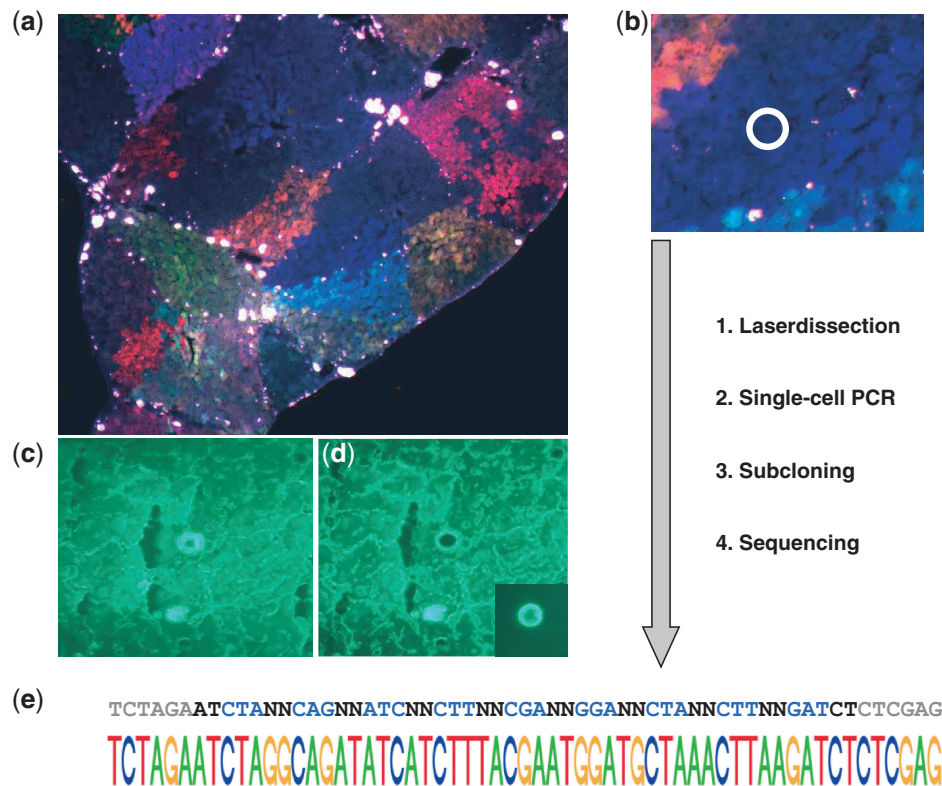 (a)
(b)
1. Laserdissection
2. Single-cell PCR
3. Subcloning
4. Sequencing
(c)
(d)
(e)
TCTAGAATCTANNCAGNNATCNNCTTNNCGANNGGANNCTANNCTTNNGATCTCTCGAG
TCTAGAATCTAGGCAGATATCATCTTTACGAATGGATGCTAAACTTAAGATCTCTCGAG